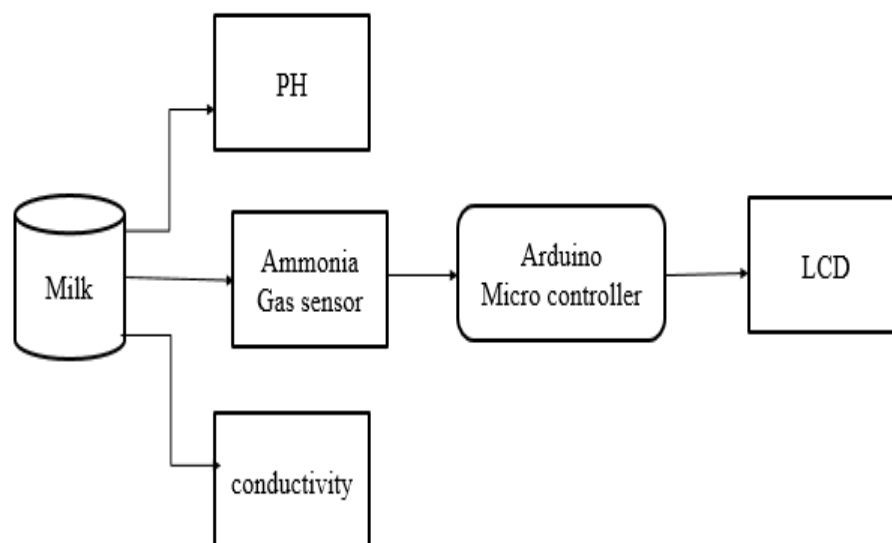 PH
Milk
Ammonia
Gas sensor
Arduino
Micro controller
LCD
conductivity